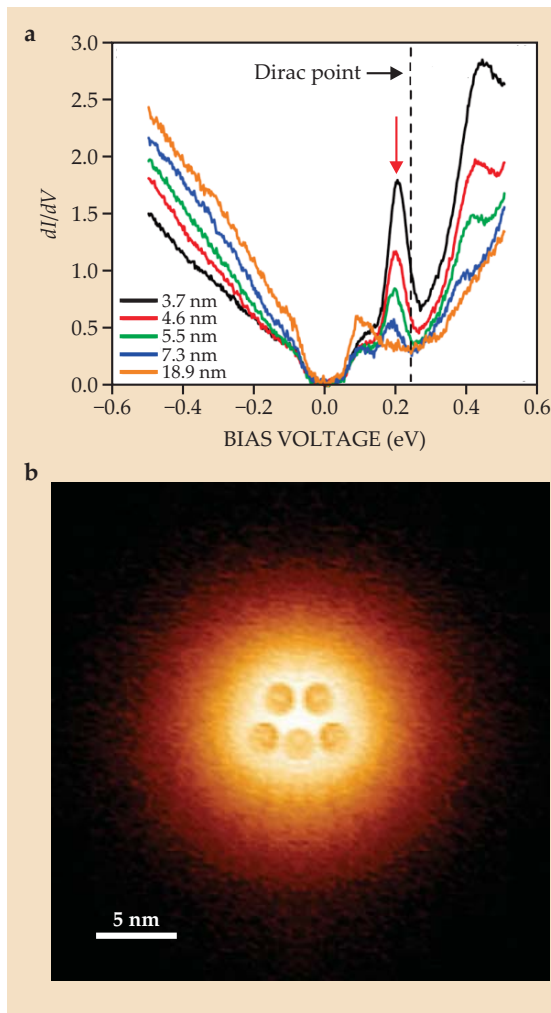 a
3.0
2.5
2.0
1.5
1.0
0.5
0.0
dI/dV
Dirac point
3.7 nm
4.6 nm
5.5 nm
7.3 nm
18.9 nm
−0.6 −0.4 −0.2 0.0 0.2 0.4 0.6
BIAS VOLTAGE (eV)
b
5 nm